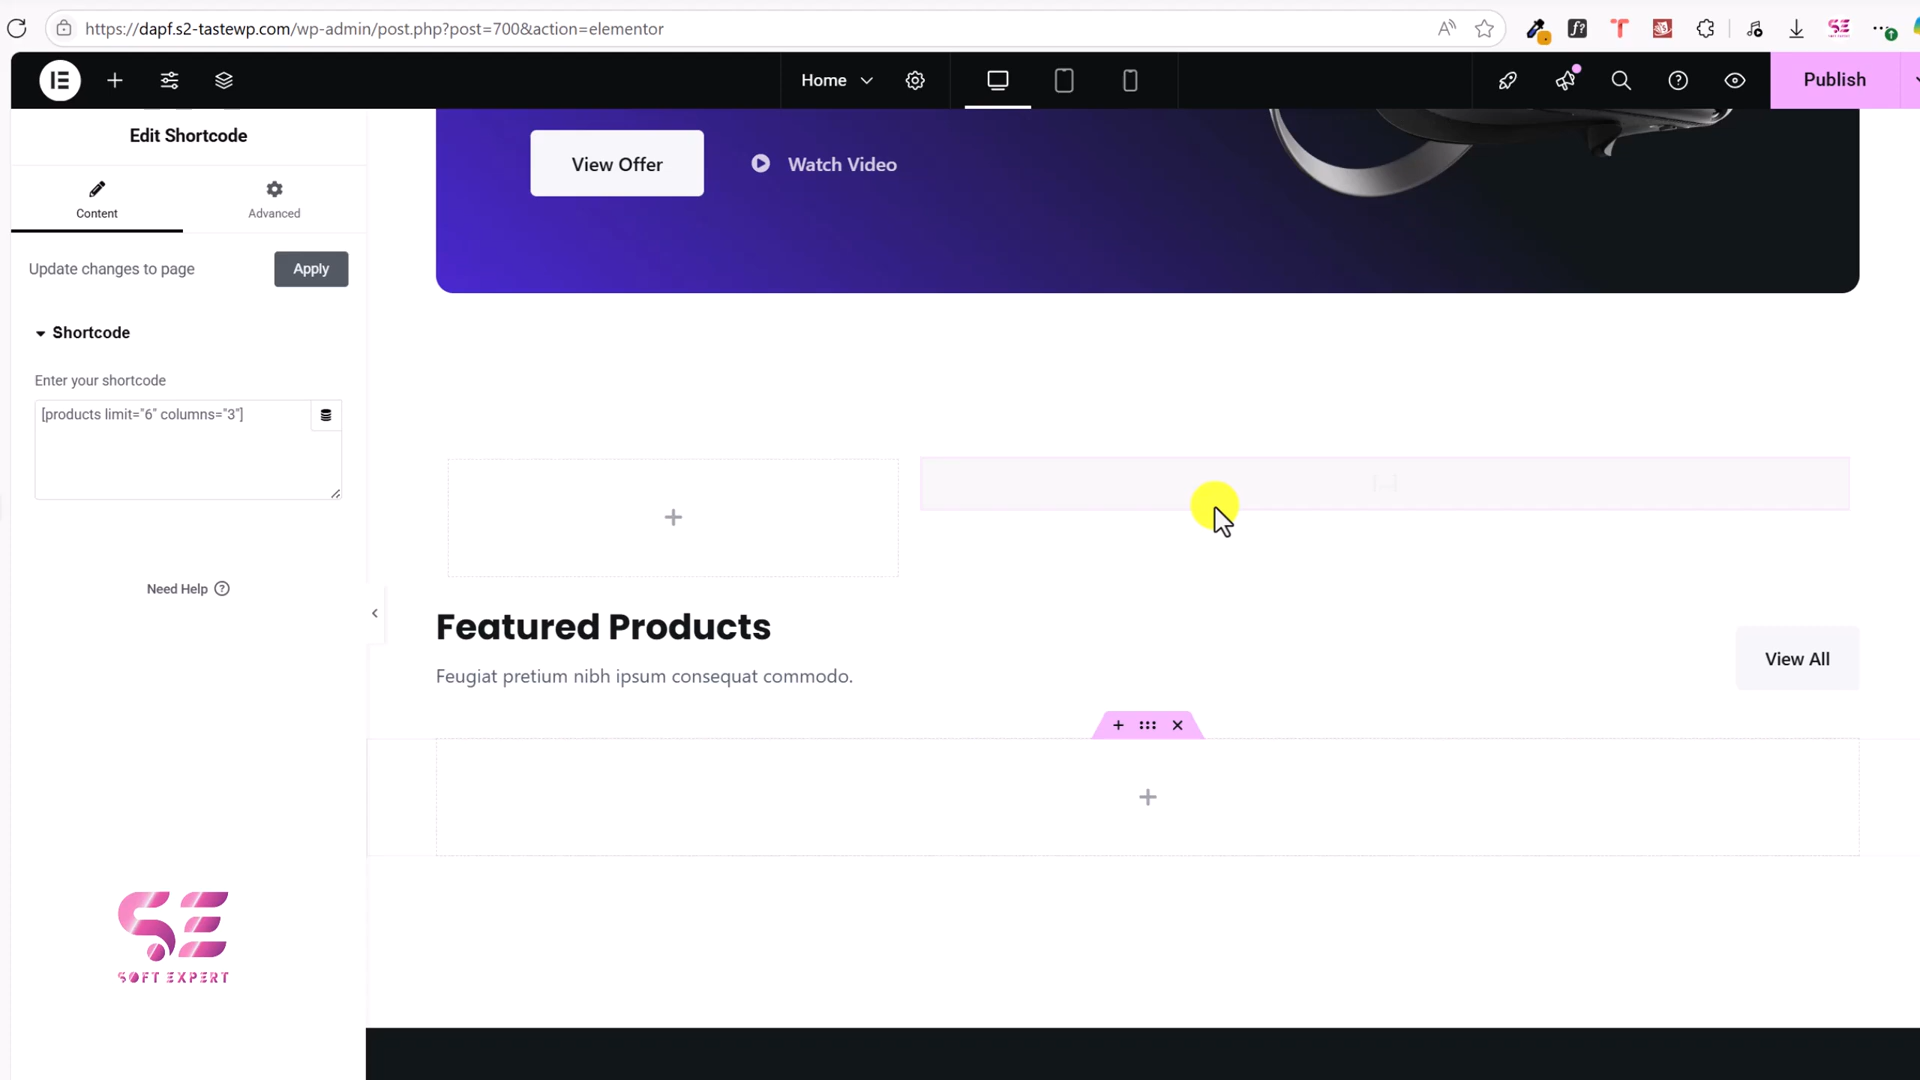 https://dapf.s2-tastewp.com/wp-admin/post.php?post=700&action=elementor
Home
Publish
Edit Shortcode
Content
Advanced
Update changes to page
Apply
Shortcode
Enter your shortcode
[products limit="6" columns="3"]
Need Help
View Offer
Watch Video
Featured Products
Feugiat pretium nibh ipsum consequat commodo.
View All
SOFT EXPERT